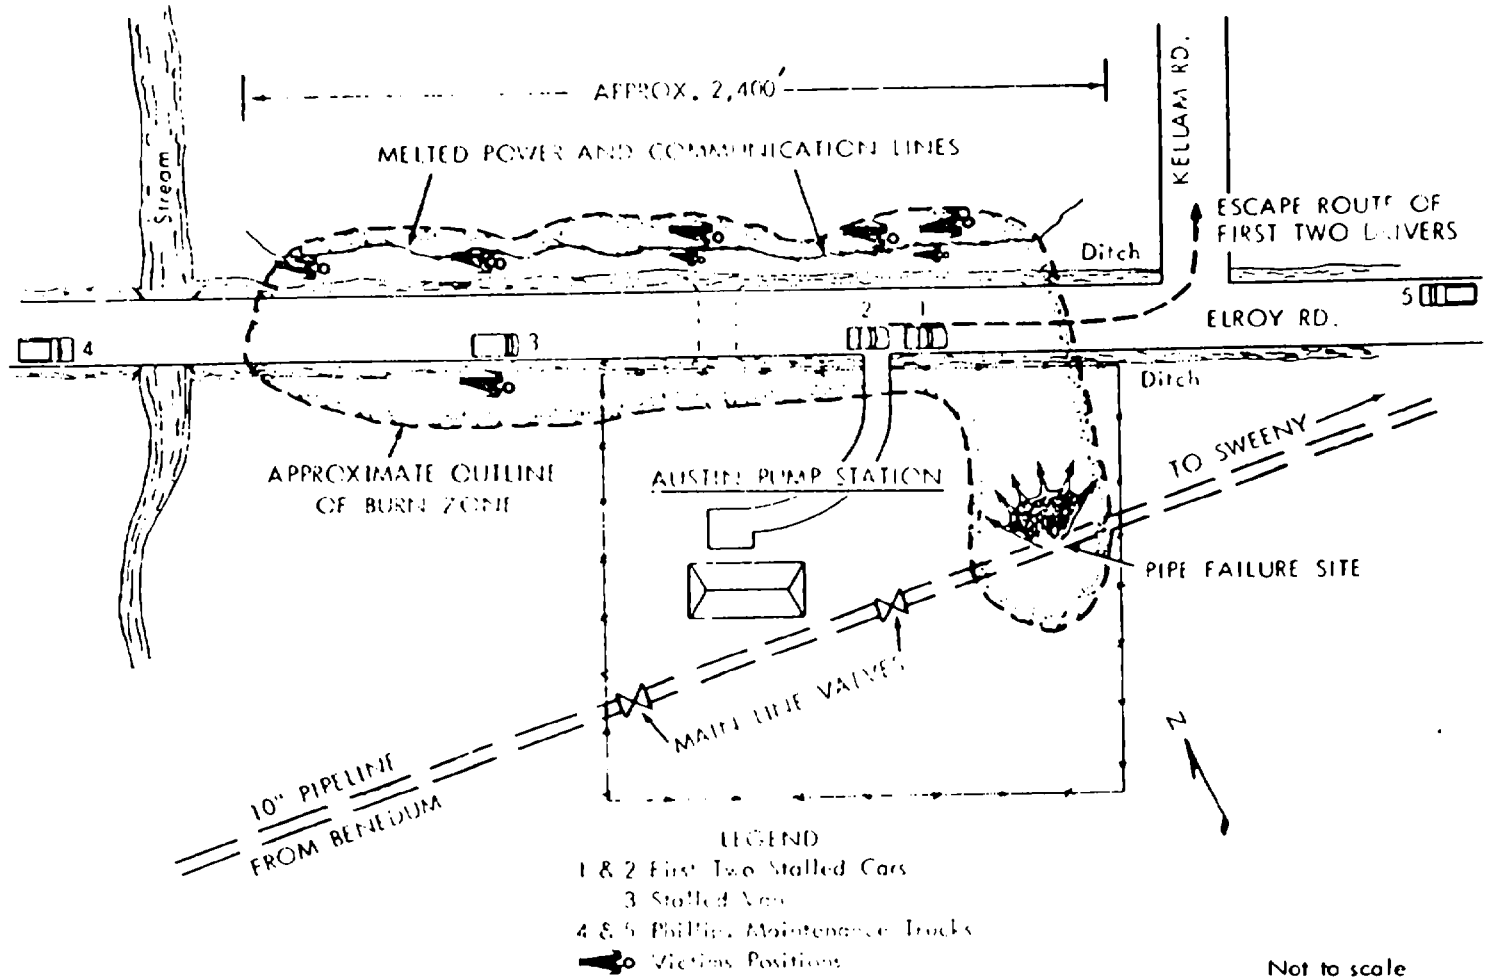 APPROX. 2,400'
MELTED POWER AND COMMUNICATION LINES
Stream
KELLAM RD.
ESCAPE ROUTE OF
FIRST TWO DRIVERS
Ditch
2
1
5
ELROY RD.
4
3
Ditch
APPROXIMATE OUTLINE
OF BURN ZONE
AUSTIN PUMP STATION
TO SWEENY
PIPE FAILURE SITE
MAIN LINE VALVES
N
10" PIPELINE
FROM BENEDUM
LEGEND
1 & 2 First Two Stalled Cars
3 Stalled Van
4 & 5 Phillips Maintenance Trucks
Victims Positions
Not to scale